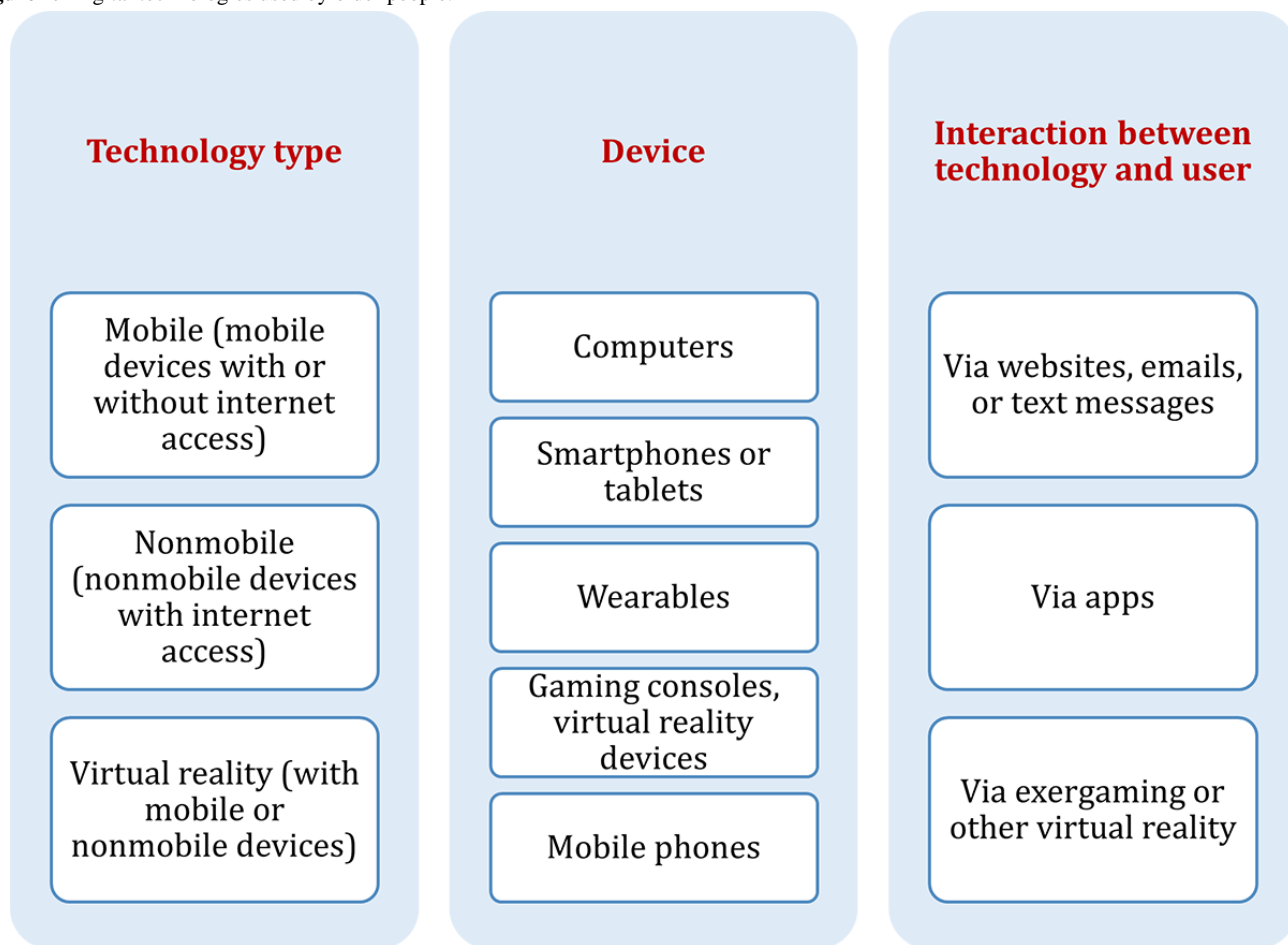 Technology type
Mobile (mobile
devices with or
without internet
access)
Nonmobile
(nonmobile devices
with internet
access)
Virtual reality (with
mobile or
nonmobile devices)
Device
Computers
Smartphones or
tablets
Wearables
Gaming consoles,
virtual reality
devices
Mobile phones
Interaction between
technology and user
Via websites, emails,
or text messages
Via apps
Via exergaming or
other virtual reality